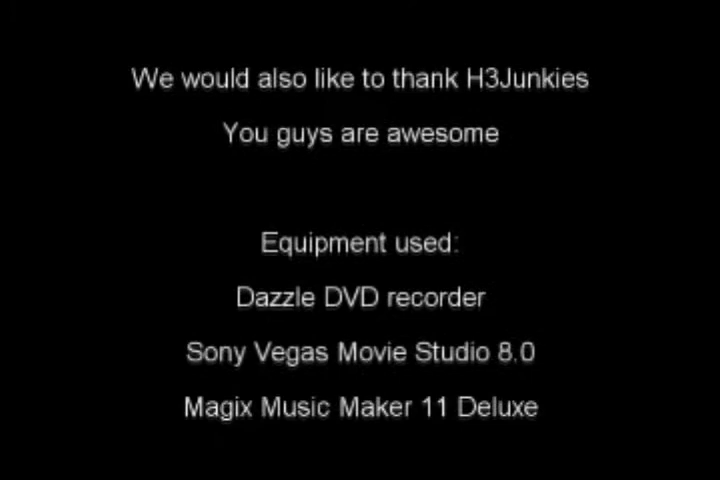 We would also like to thank H3Junkies
You guys are awesome
Equipment used:
Dazzle DVD recorder
Sony Vegas Movie Studio 8.0
Magix Music Maker 11 Deluxe